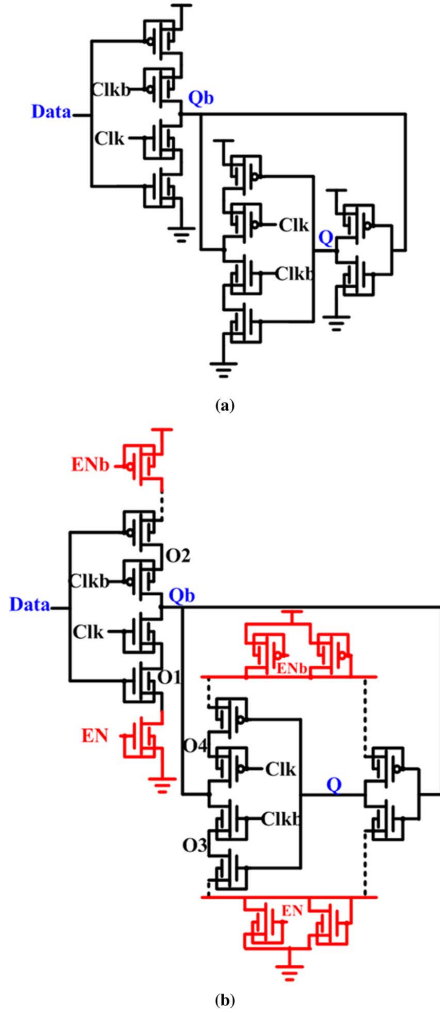 Clkb
Qb
Data
Clk
Clk
Q
Clkb
(a)
ENb
O2
Clkb
Qb
Data
Clk
O1
ENb
EN
O4
Clk
Q
Clkb
O3
EN
(b)